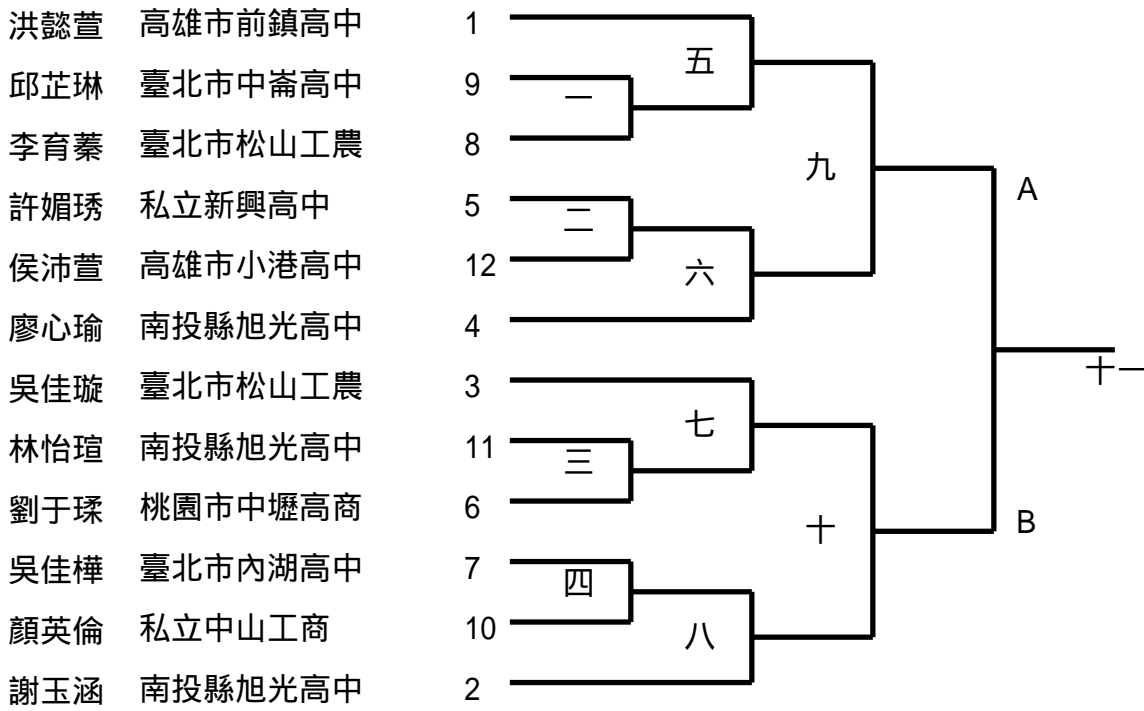 洪懿萱 高雄市前鎮高中 1
五
邱芷琳 臺北市中崙高中 9
一
李育蓁 臺北市松山工農 8
九
許媚琇 私立新興高中 5
A
二
侯沛萱 高雄市小港高中 12
六
廖心瑜 南投縣旭光高中 4
十一
吳佳璇 臺北市松山工農 3
七
林怡瑄 南投縣旭光高中 11
三
劉于瑈 桃園市中壢高商 6
十
B
吳佳樺 臺北市內湖高中 7
四
顏英倫 私立中山工商 10
八
謝玉涵 南投縣旭光高中 2